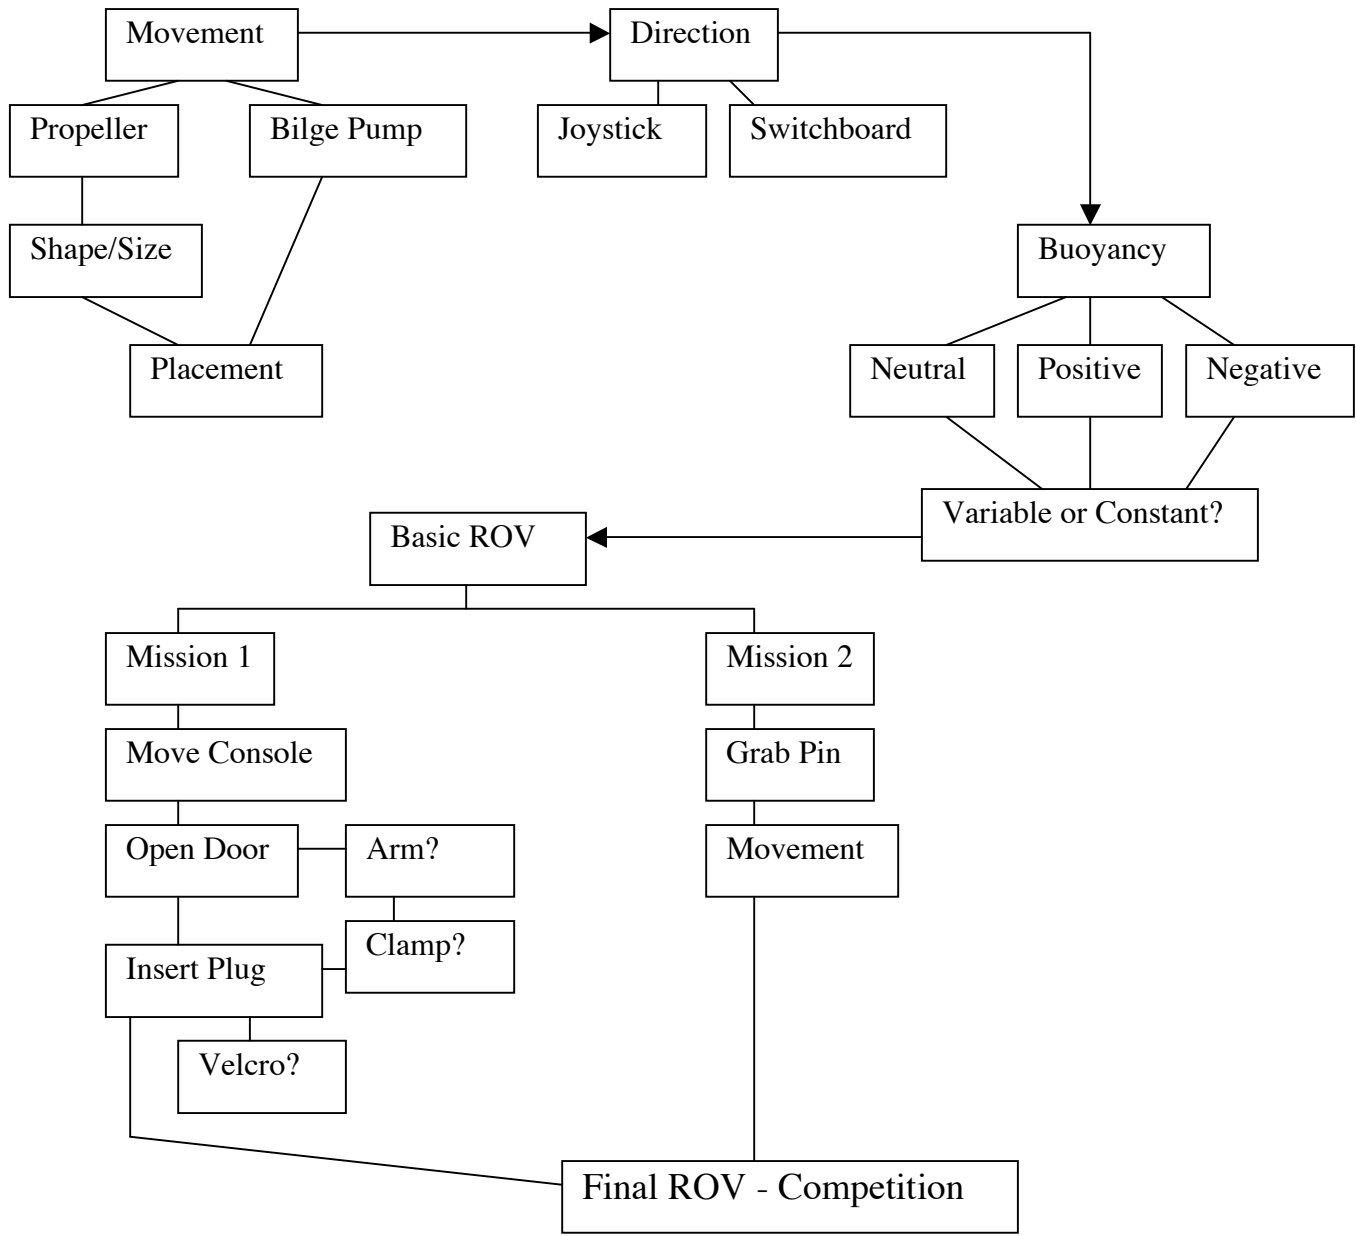 Movement
Direction
Propeller
Bilge Pump
Joystick
Switchboard
Shape/Size
Buoyancy
Placement
Neutral
Positive
Negative
Variable or Constant?
Basic ROV
Mission 1
Mission 2
Move Console
Grab Pin
Open Door
Arm?
Movement
Clamp?
Insert Plug
Velcro?
Final ROV - Competition